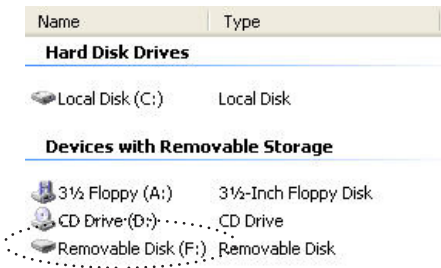 Name Type
Hard Disk Drives
Local Disk (C:) Local Disk
Devices with Removable Storage
3½ Floppy (A:) 3½-Inch Floppy Disk
CD Drive (D:) CD Drive
Removable Disk (F:) Removable Disk